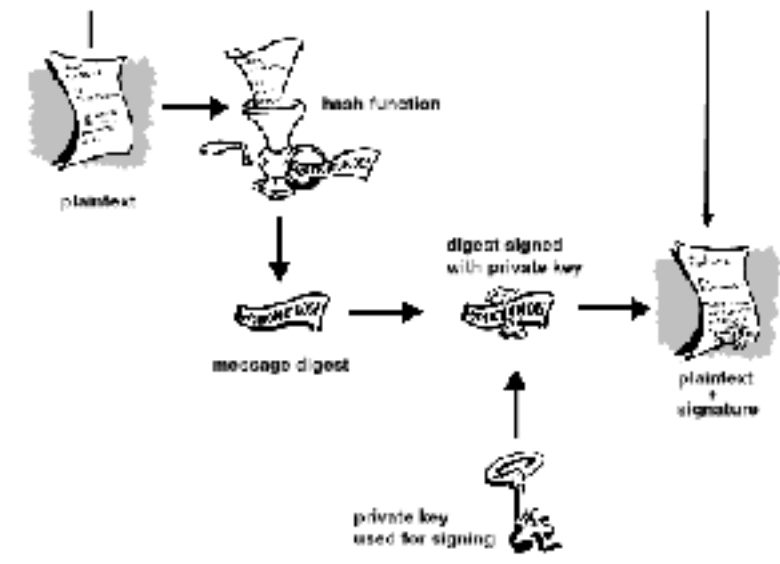 hash function
plaintext
digest signed
with private key
message digest
plaintext
+
signature
private key
used for signing